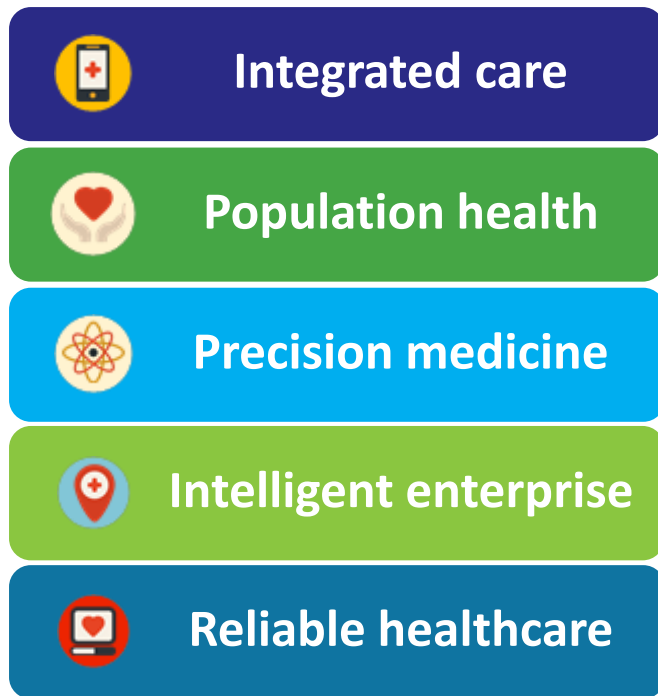 Integrated care
Population health
Precision medicine
Intelligent enterprise
Reliable healthcare